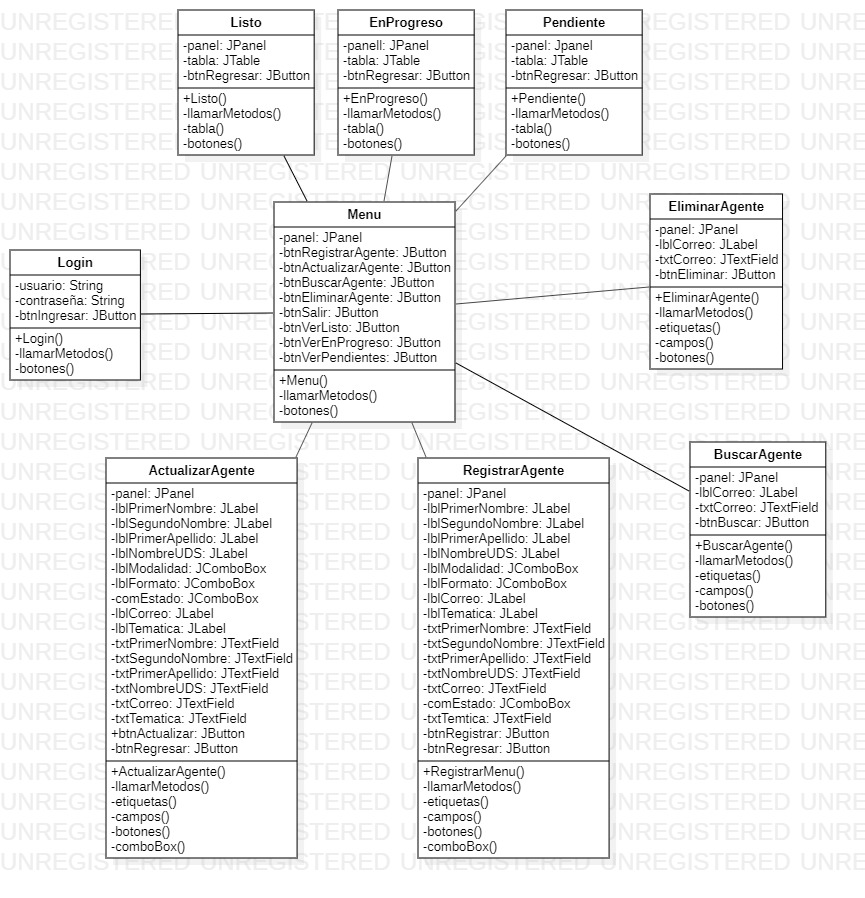 Listo
-panel: JPanel
-tabla: JTable
-btnRegresar: JButton
+Listo()
-llamarMetodos()
-tabla()
-botones()
EnProgreso
-panell: JPanel
-tabla: JTable
-btnRegresar: JButton
+EnProgreso()
-llamarMetodos()
-tabla()
-botones()
Pendiente
-panel: Jpanel
-tabla: JTable
-btnRegresar: JButton
+Pendiente()
-llamarMetodos()
-tabla()
-botones()
Menu
-panel: JPanel
-btnRegistrarAgente: JButton
-btnActualizarAgente: JButton
-btnBuscarAgente: JButton
-btnEliminarAgente: JButton
-btnSalir: JButton
-btnVerListo: JButton
-btnVerEnProgreso: JButton
-btnVerPendientes: JButton
+Menu()
-llamarMetodos()
-botones()
EliminarAgente
-panel: JPanel
-lblCorreo: JLabel
-txtCorreo: JTextField
-btnEliminar: JButton
+EliminarAgente()
-llamarMetodos()
-etiquetas()
-campos()
-botones()
Login
-usuario: String
-contraseña: String
-btnIngresar: JButton
+Login()
-llamarMetodos()
-botones()
BuscarAgente
-panel: JPanel
-lblCorreo: JLabel
-txtCorreo: JTextField
-btnBuscar: JButton
+BuscarAgente()
-llamarMetodos()
-etiquetas()
-campos()
-botones()
ActualizarAgente
-panel: JPanel
-lblPrimerNombre: JLabel
-lblSegundoNombre: JLabel
-lblPrimerApellido: JLabel
-lblNombreUDS: JLabel
-lblModalidad: JComboBox
-lblFormato: JComboBox
-comEstado: JComboBox
-lblCorreo: JLabel
-lblTematica: JLabel
-txtPrimerNombre: JTextField
-txtSegundoNombre: JTextField
-txtPrimerApellido: JTextField
-txtNombreUDS: JTextField
-txtCorreo: JTextField
-txtTematica: JTextField
+btnActualizar: JButton
-btnRegresar: JButton
+ActualizarAgente()
-llamarMetodos()
-etiquetas()
-campos()
-botones()
-comboBox()
RegistrarAgente
-panel: JPanel
-lblPrimerNombre: JLabel
-lblSegundoNombre: JLabel
-lblPrimerApellido: JLabel
-lblNombreUDS: JLabel
-lblModalidad: JComboBox
-lblFormato: JComboBox
-lblCorreo: JLabel
-lblTematica: JLabel
-txtPrimerNombre: JTextField
-txtSegundoNombre: JTextField
-txtPrimerApellido: JTextField
-txtNombreUDS: JTextField
-txtCorreo: JTextField
-comEstado: JComboBox
-txtTemtica: JTextField
-btnRegistrar: JButton
-btnRegresar: JButton
+RegistrarMenu()
-llamarMetodos()
-etiquetas()
-campos()
-botones()
-comboBox()